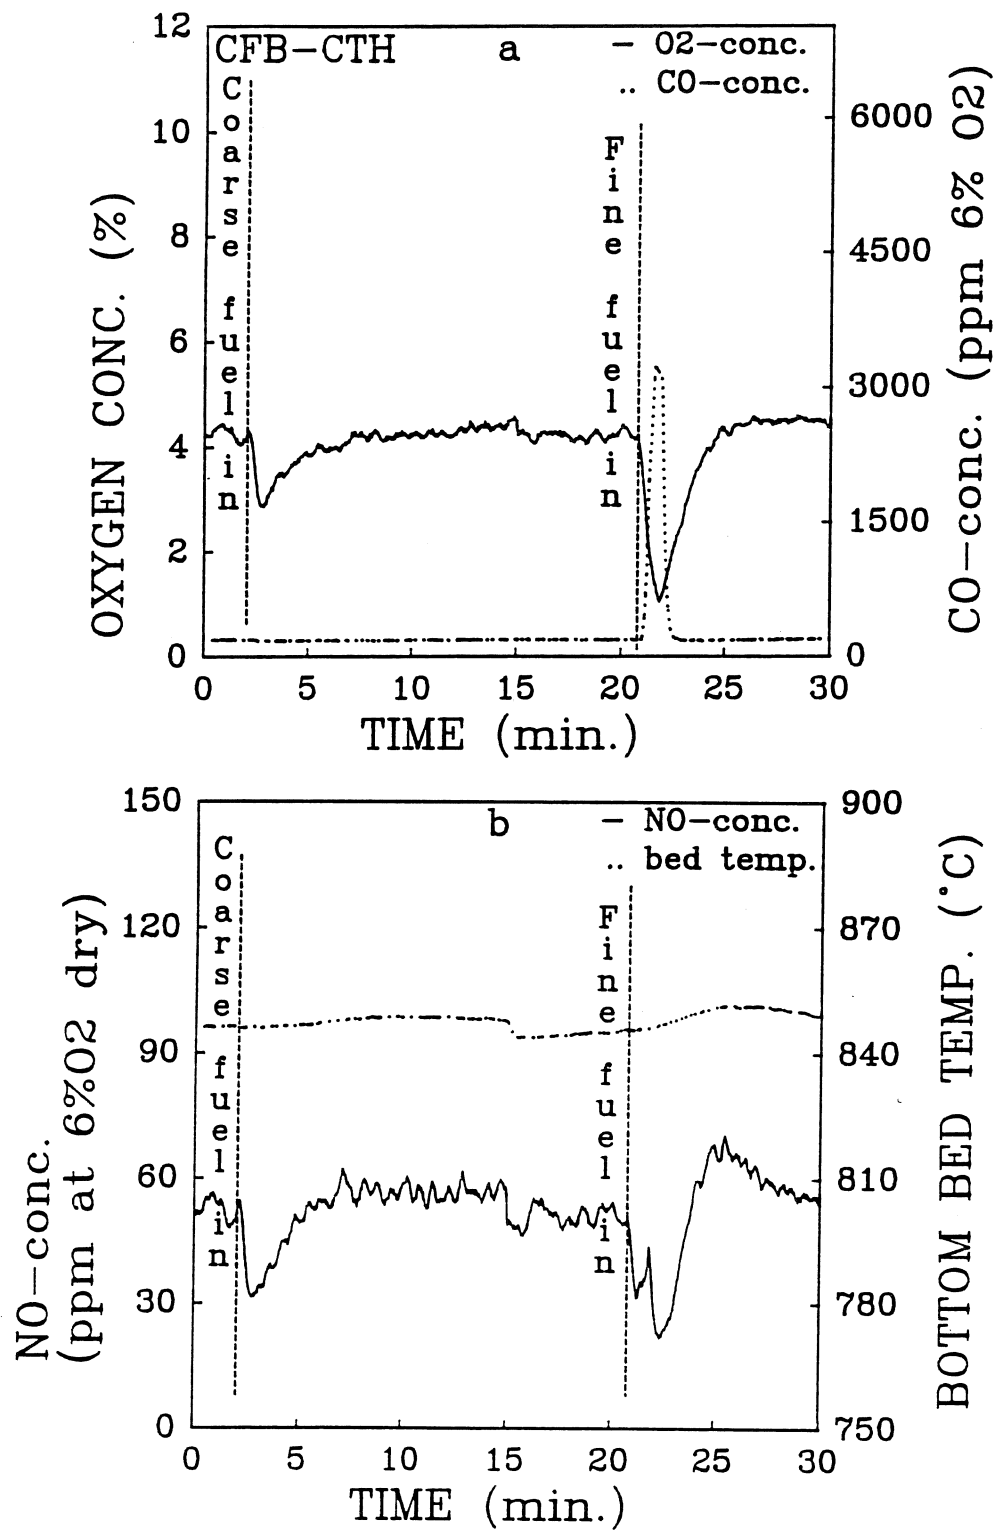 CFB-CTH
a
— O2-conc.
.. CO-conc.
Coarse fuel in
Fine fuel in
OXYGEN CONC. (%)
12
10
8
6
4
2
0
CO-conc. (ppm 6% O2)
6000
4500
3000
1500
0
0 5 10 15 20 25 30
TIME (min.)
b
— NO-conc.
.. bed temp.
Coarse fuel in
Fine fuel in
NO-conc.
(ppm at 6%O2 dry)
150
120
90
60
30
0
BOTTOM BED TEMP. (°C)
900
870
840
810
780
750
0 5 10 15 20 25 30
TIME (min.)